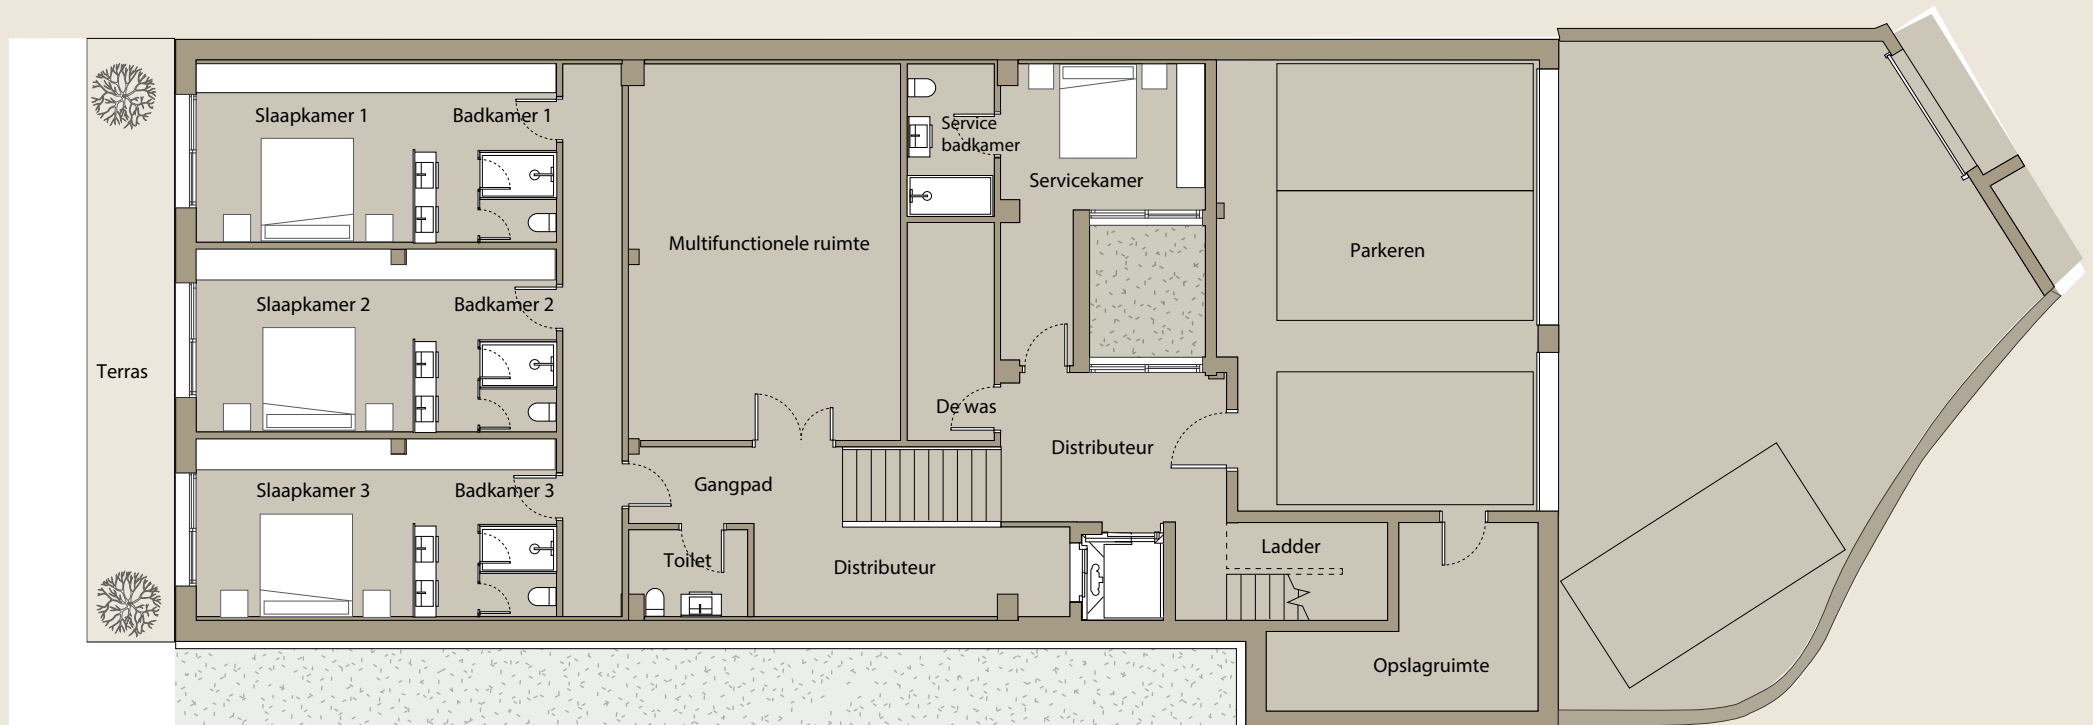 Slaapkamer 1
Badkamer 1
Service
badkamer
Servicekamer
Multifunctionele ruimte
Parkeren
Slaapkamer 2
Badkamer 2
Terras
De was
Distributeur
Slaapkamer 3
Badkamer 3
Gangpad
Toilet
Distributeur
Ladder
Opslagruimte